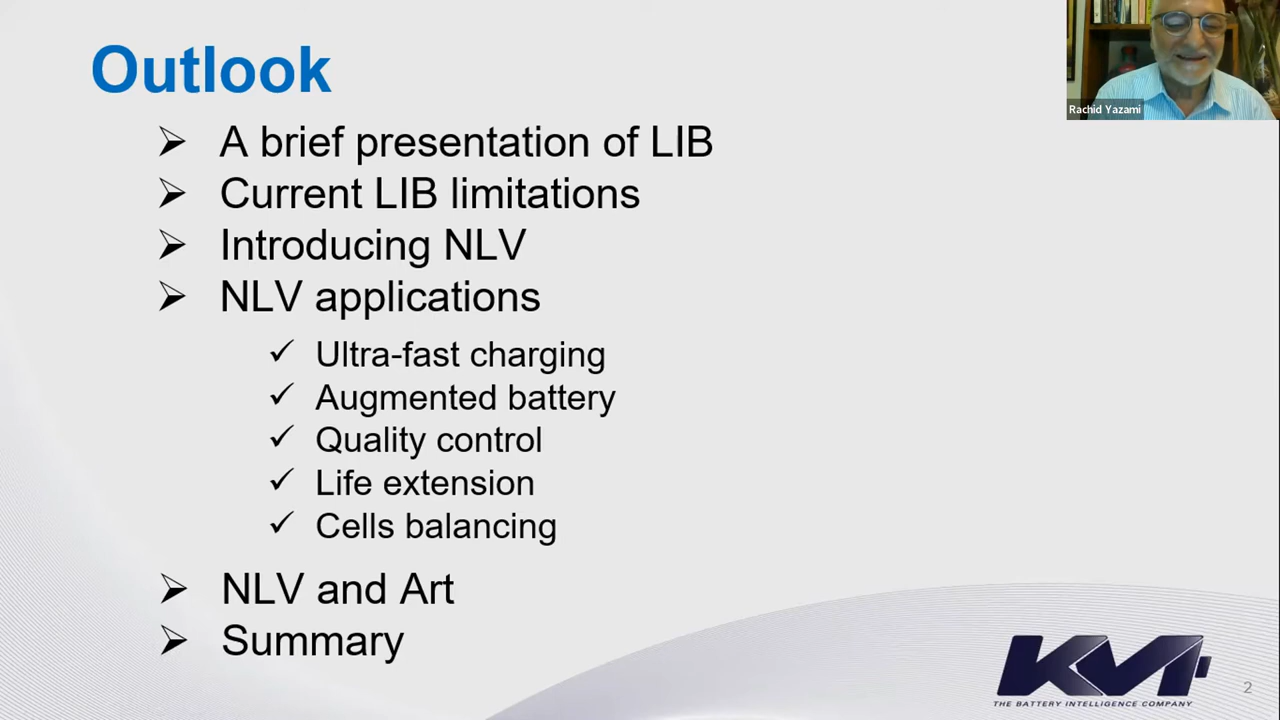 Outlook
Rachid Yazami
A brief presentation of LIB
Current LIB limitations
Introducing NLV
NLV applications
Ultra-fast charging
Augmented battery
Quality control
Life extension
Cells balancing
NLV and Art
Summary
KVI
THE BATTERY INTELLIGENCE COMPANY
2